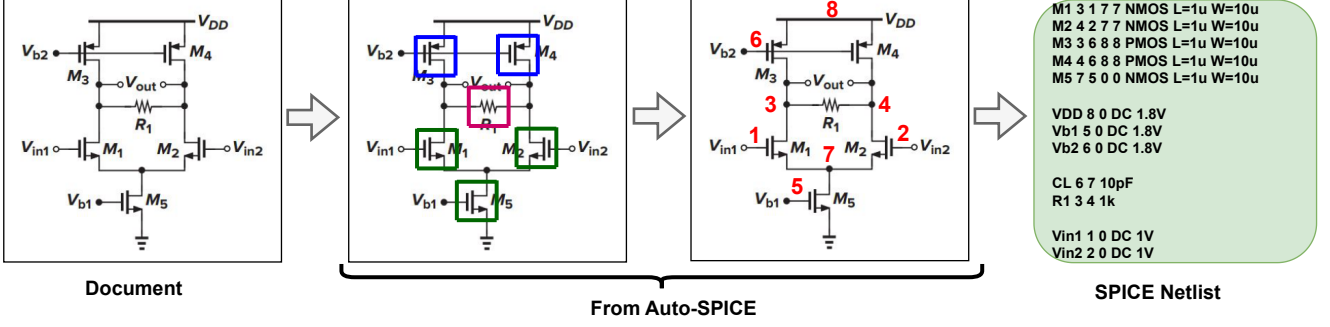 VDD
Vb2
M4
M3
Vout
R1
Vin1
M1
M2
Vin2
Vb1
M5
Document
VDD
Vb2
M4
M3
Vout
R1
Vin1
M1
M2
Vin2
Vb1
M5
8
VDD
6
Vb2
M4
M3
Vout
3
4
R1
1
2
Vin1
M1
M2
Vin2
7
5
Vb1
M5
From Auto-SPICE
M1 3 1 7 7 NMOS L=1u W=10u
M2 4 2 7 7 NMOS L=1u W=10u
M3 3 6 8 8 PMOS L=1u W=10u
M4 4 6 8 8 PMOS L=1u W=10u
M5 7 5 0 0 NMOS L=1u W=10u
VDD 8 0 DC 1.8V
Vb1 5 0 DC 1.8V
Vb2 6 0 DC 1.8V
CL 6 7 10pF
R1 3 4 1k
Vin1 1 0 DC 1V
Vin2 2 0 DC 1V
SPICE Netlist